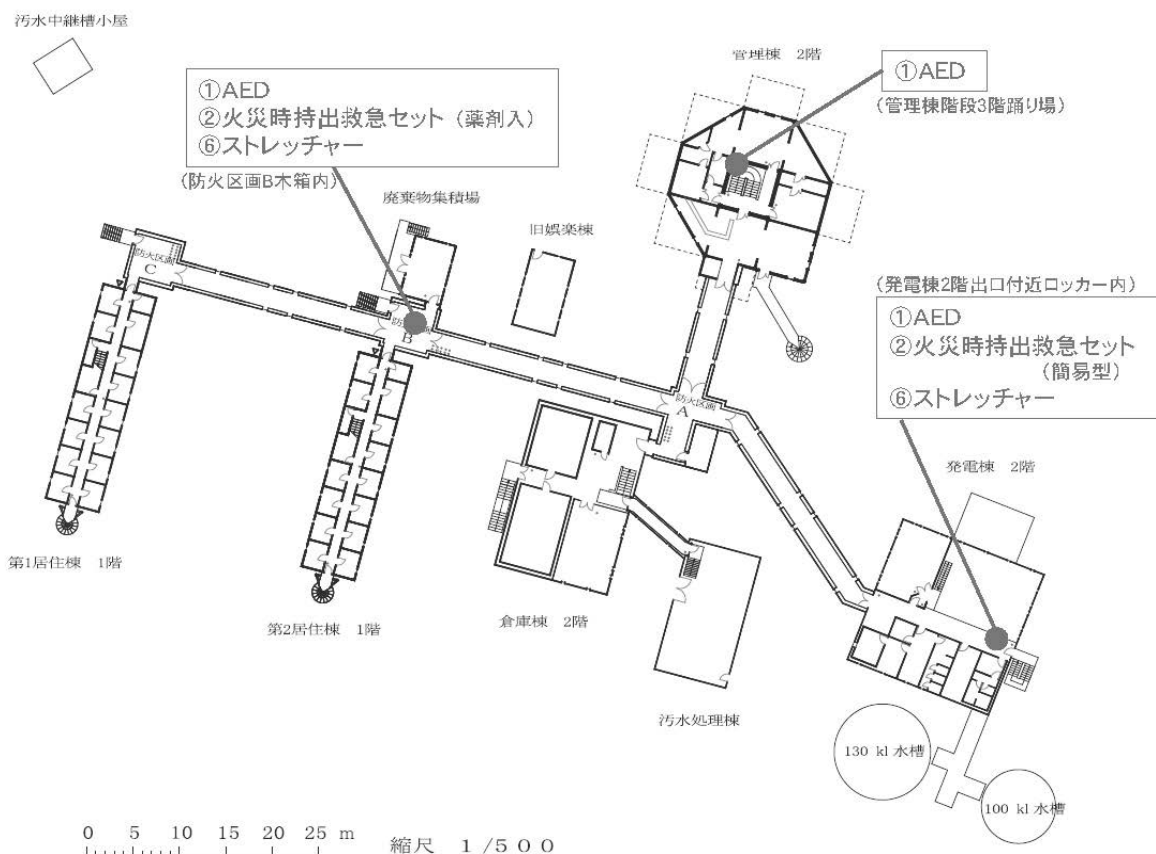 汚水中継槽小屋
管理棟 2階
①AED
(管理棟階段3階踊り場)
①AED
②火災時持出救急セット (薬剤入)
⑥ストレッチャー
(防火区画B木箱内)
廃棄物集積場
旧娯楽棟
防火区画
C
防火区画
B
防火区画
A
(発電棟2階出口付近ロッカー内)
①AED
②火災時持出救急セット
(簡易型)
⑥ストレッチャー
発電棟 2階
第1居住棟 1階
第2居住棟 1階
倉庫棟 2階
汚水処理棟
130 kl 水槽
100 kl 水槽
0 5 10 15 20 25 m
縮尺 1/500